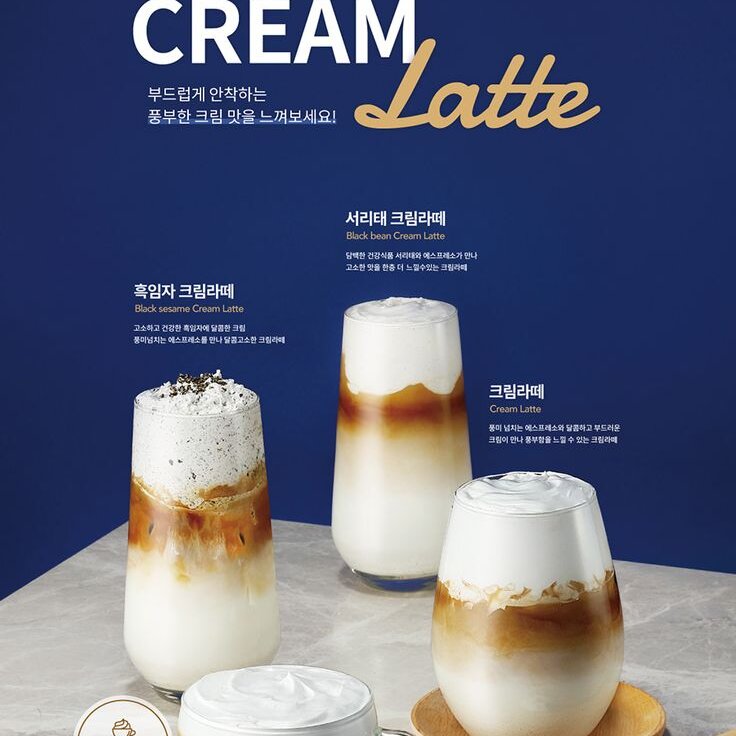 CREAM
Latte
부드럽게 안착하는
풍부한 크림 맛을 느껴보세요!
서리태 크림라떼
Black bean Cream Latte
담백한 건강식품 서리태와 에스프레소가 만나
고소한 맛을 한층 더 느낄수있는 크림라떼
흑임자 크림라떼
Black sesame Cream Latte
고소하고 건강한 흑임자에 달콤한 크림
풍미넘치는 에스프레소를 만나 달콤고소한 크림라떼
크림라떼
Cream Latte
풍미 넘치는 에스프레소와 달콤하고 부드러운
크림이 만나 풍부함을 느낄 수 있는 크림라떼